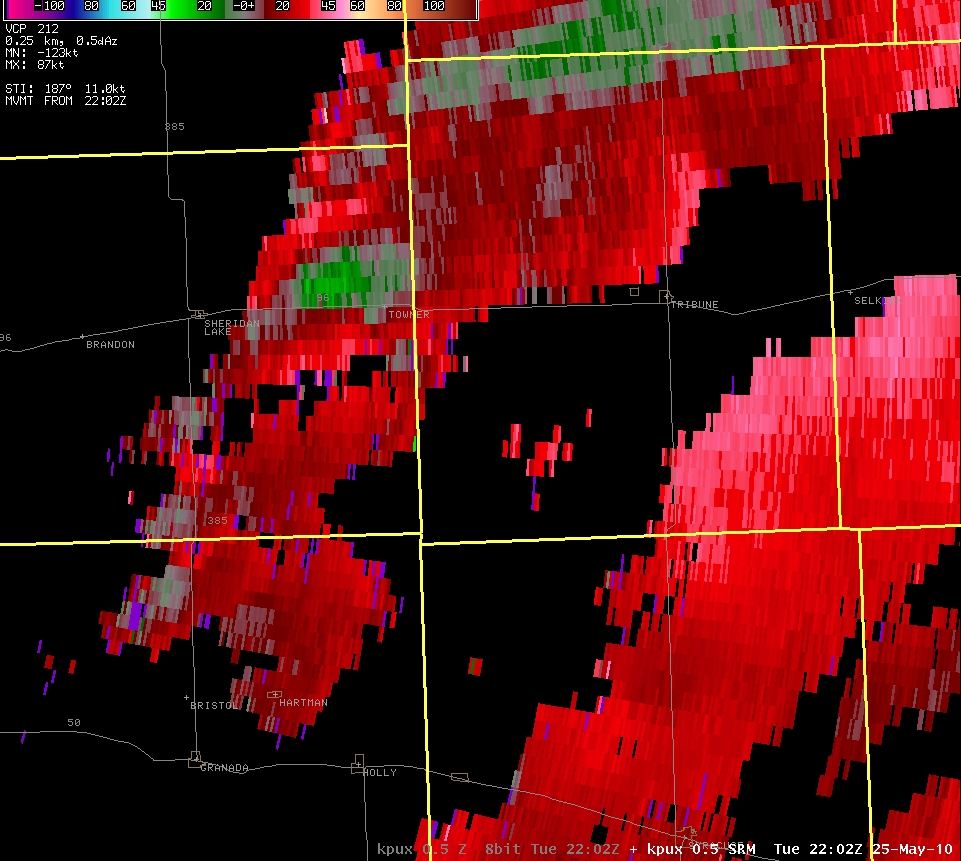 -100 80 60 45 20 -0+ 20 45 60 80 100
VCP 212
0.25 km, 0.5dAz
MN: -123kt
MX: 87kt
STI: 187° 11.0kt
MVMT FROM 22:02Z
385
96
TOWNER
TRIBUNE
SHERIDAN
LAKE
96
BRANDON
385
BRISTOL
HARTMAN
50
GRANADA
HOLLY
kpux 0.5 Z 8bit Tue 22:02Z + kpux 0.5 SRM Tue 22:02Z 25-May-10